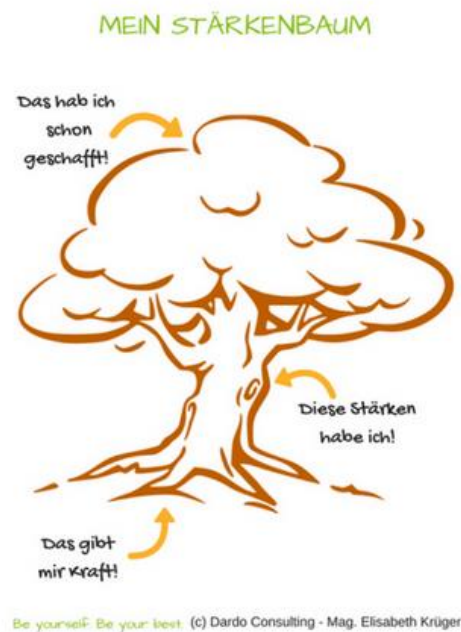 MEIN STÄRKENBAUM
Das hab ich
schon
geschafft!
Diese Stärken
habe ich!
Das gibt
mir Kraft!
Be yourself. Be your best. (c) Dardo Consulting - Mag. Elisabeth Krüger